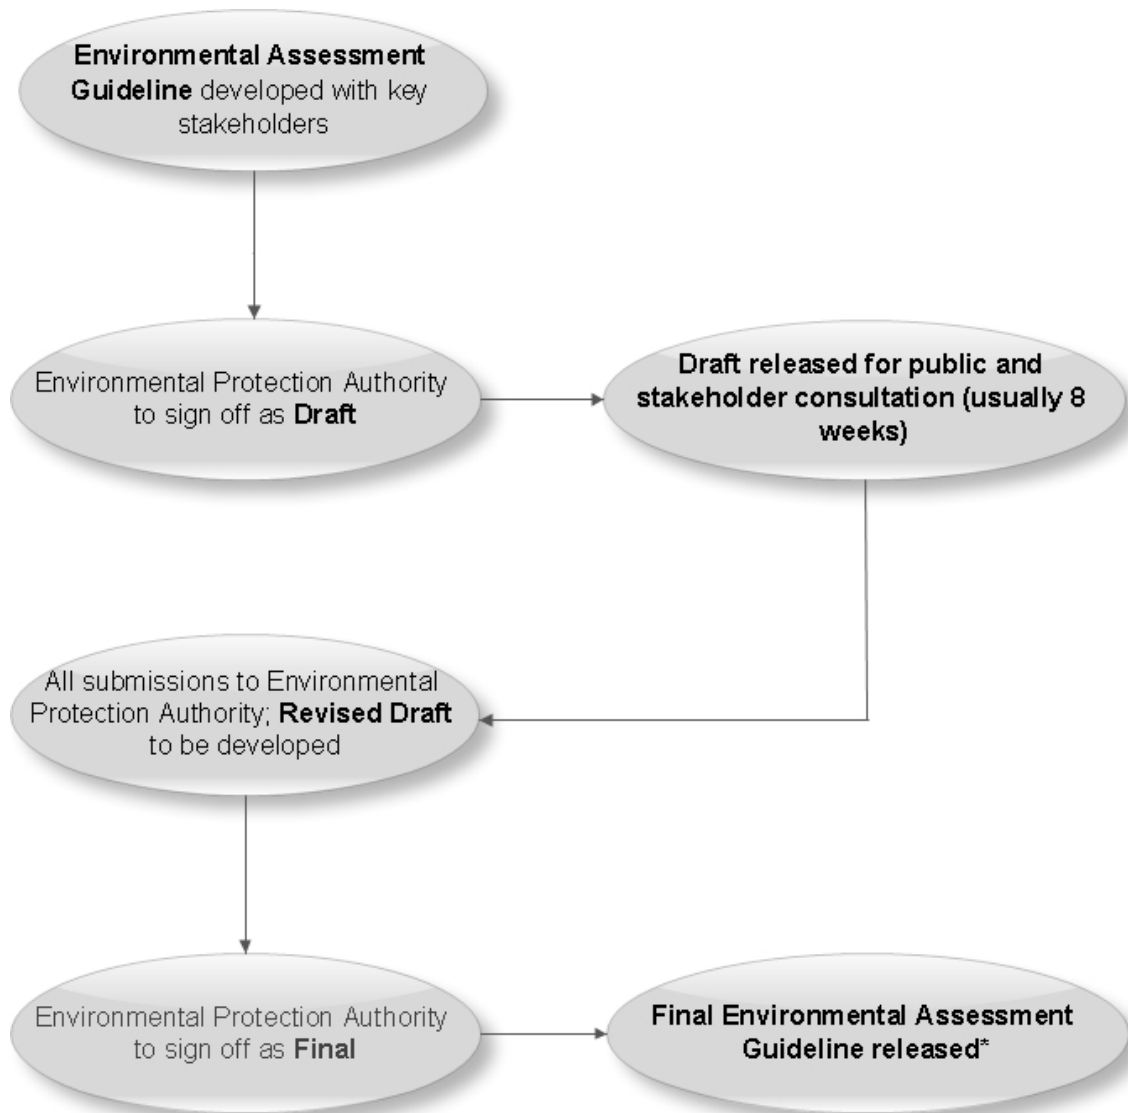 Environmental Assessment
Guideline developed with key
stakeholders
Environmental Protection Authority
to sign off as Draft
Draft released for public and
stakeholder consultation (usually 8
weeks)
All submissions to Environmental
Protection Authority; Revised Draft
to be developed
Environmental Protection Authority
to sign off as Final
Final Environmental Assessment
Guideline released*